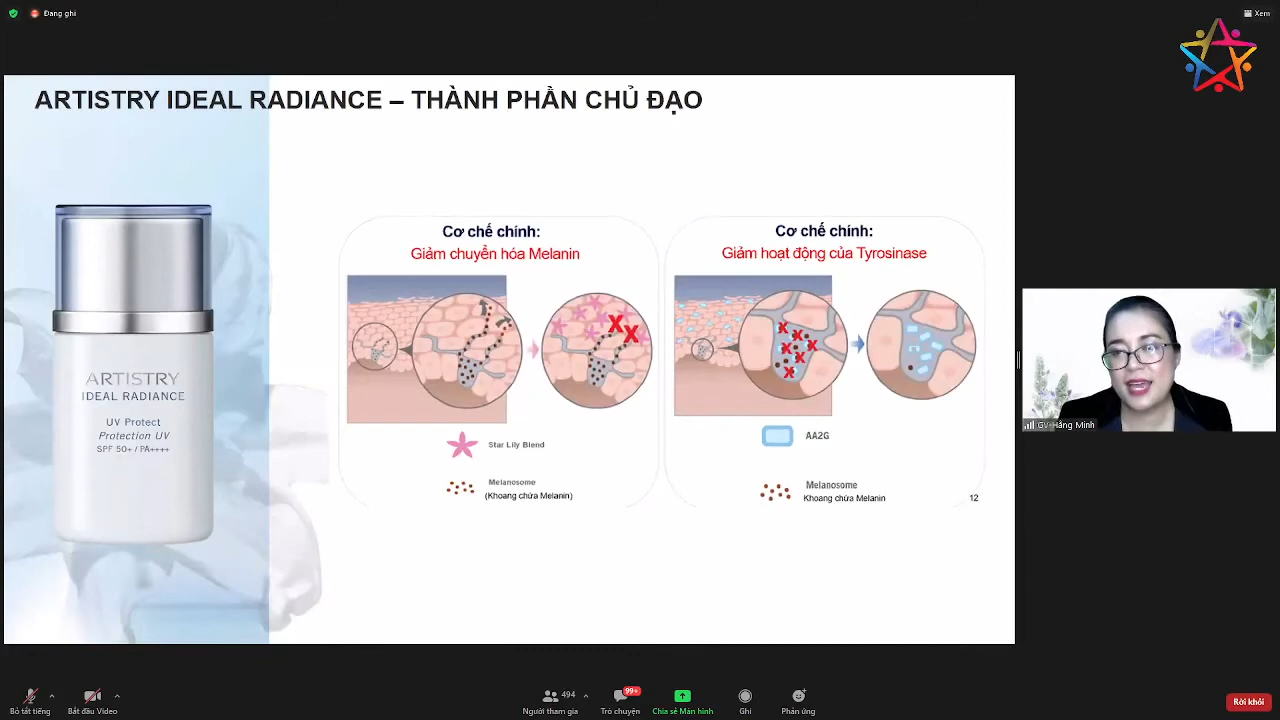 Đang ghi
Xem
ARTISTRY IDEAL RADIANCE – THÀNH PHẦN CHỦ ĐẠO
ARTISTRY
IDEAL RADIANCE
UV Protect
Protection UV
SPF 50+ / PA++++
Cơ chế chính:
Giảm chuyển hóa Melanin
X X
Star Lily Blend
Melanosome
(Khoang chứa Melanin)
Cơ chế chính:
Giảm hoạt động của Tyrosinase
X X X X X X
AA2G
Melanosome
Khoang chứa Melanin
12
GV-Hằng Minh
Bỏ tắt tiếng
Bắt đầu Video
494
Người tham gia
99+
Trò chuyện
Chia sẻ Màn hình
Ghi
Phản ứng
Rời khỏi